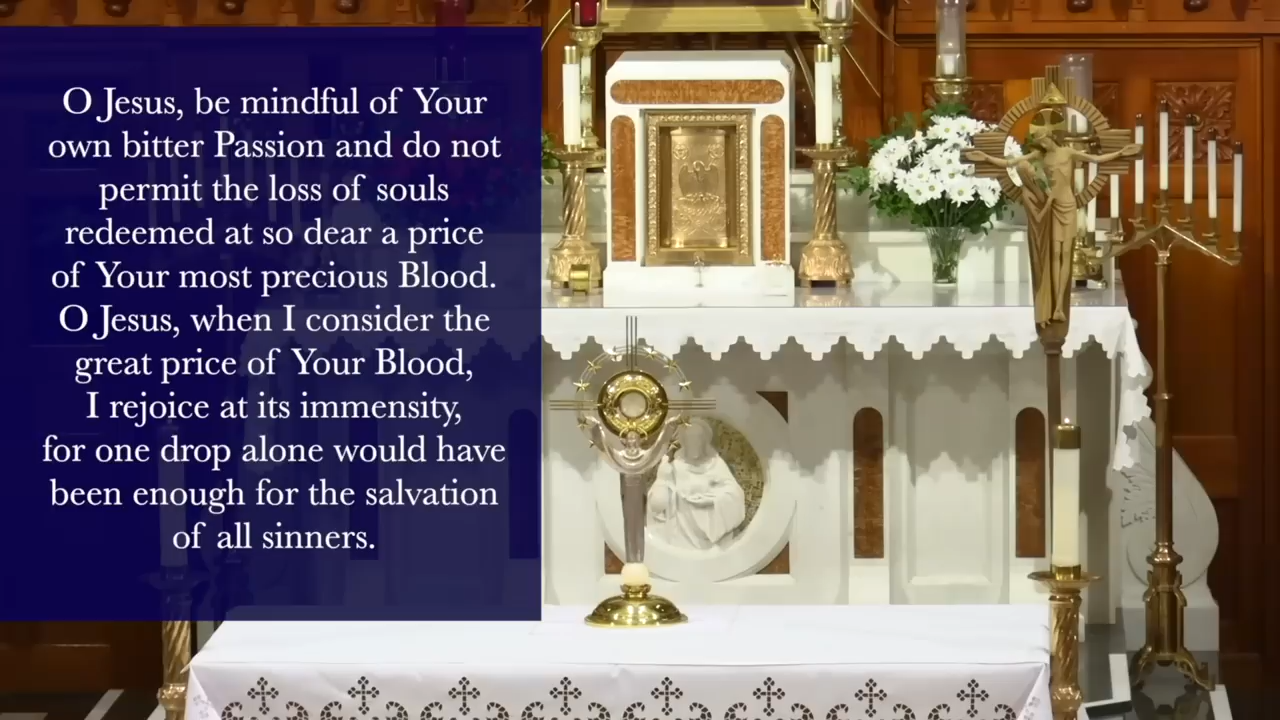 O Jesus, be mindful of Your
own bitter Passion and do not
permit the loss of souls
redeemed at so dear a price
of Your most precious Blood.
O Jesus, when I consider the
great price of Your Blood,
I rejoice at its immensity,
for one drop alone would have
been enough for the salvation
of all sinners.